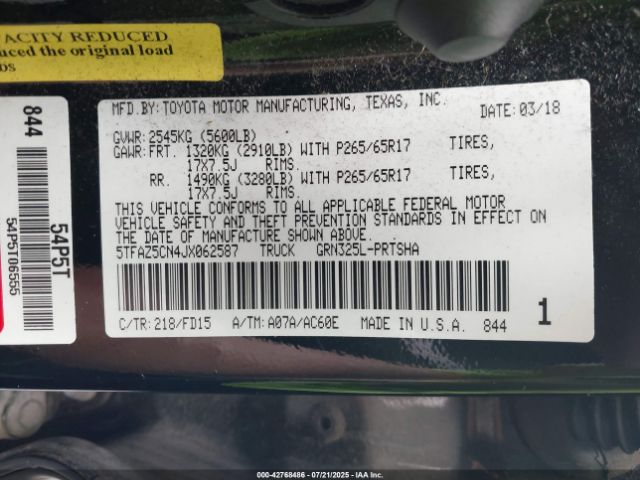 ACITY REDUCED
duced the original load
DS
844
54P5T
54P5T06555
MFD.BY: TOYOTA MOTOR MANUFACTURING, TEXAS, INC. DATE: 03/18
GVWR: 2545KG (5600LB)
GAWR: FRT. 1320KG (2910LB) WITH P265/65R17 TIRES,
17X7.5J RIMS.
RR. 1490KG (3280LB) WITH P265/65R17 TIRES,
17X7.5J RIMS.
THIS VEHICLE CONFORMS TO ALL APPLICABLE FEDERAL MOTOR
VEHICLE SAFETY AND THEFT PREVENTION STANDARDS IN EFFECT ON
THE DATE OF MANUFACTURE SHOWN ABOVE.
5TFAZ5CN4JX062587 TRUCK GRN325L-PRTSHA
C/TR: 218/FD15 A/TM: A07A/AC60E MADE IN U.S.A. 844 1
000-42768486 - 07/21/2025 - IAAI.COM